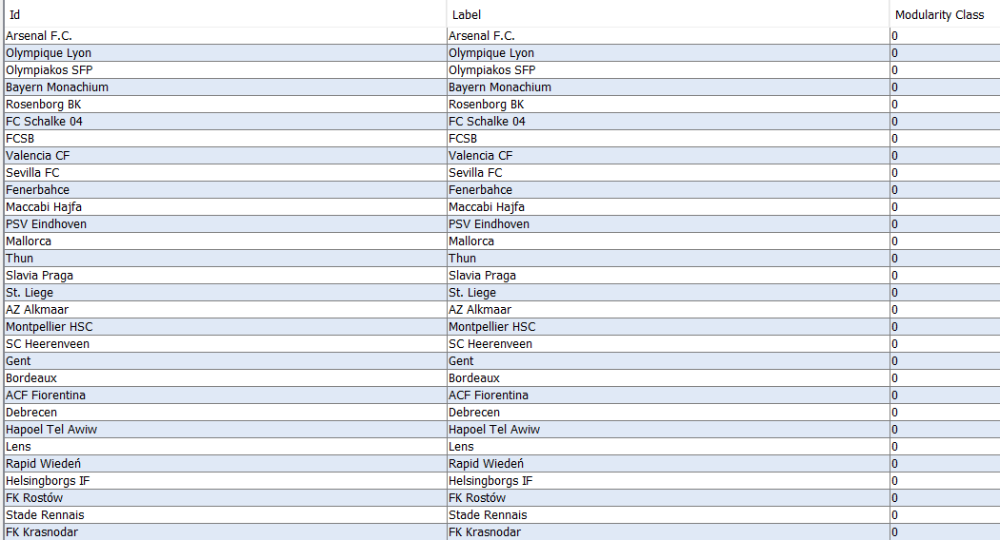 Id Label Modularity Class
Arsenal F.C. Arsenal F.C. 0
Olympique Lyon Olympique Lyon 0
Olympiakos SFP Olympiakos SFP 0
Bayern Monachium Bayern Monachium 0
Rosenborg BK Rosenborg BK 0
FC Schalke 04 FC Schalke 04 0
FCSB FCSB 0
Valencia CF Valencia CF 0
Sevilla FC Sevilla FC 0
Fenerbahce Fenerbahce 0
Maccabi Hajfa Maccabi Hajfa 0
PSV Eindhoven PSV Eindhoven 0
Mallorca Mallorca 0
Thun Thun 0
Slavia Praga Slavia Praga 0
St. Liege St. Liege 0
AZ Alkmaar AZ Alkmaar 0
Montpellier HSC Montpellier HSC 0
SC Heerenveen SC Heerenveen 0
Gent Gent 0
Bordeaux Bordeaux 0
ACF Fiorentina ACF Fiorentina 0
Debrecen Debrecen 0
Hapoel Tel Awiw Hapoel Tel Awiw 0
Lens Lens 0
Rapid Wiedeń Rapid Wiedeń 0
Helsingborgs IF Helsingborgs IF 0
FK Rostów FK Rostów 0
Stade Rennais Stade Rennais 0
FK Krasnodar FK Krasnodar 0